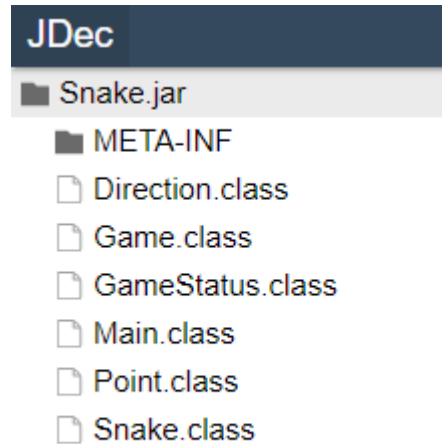 JDec
Snake.jar
META-INF
Direction.class
Game.class
GameStatus.class
Main.class
Point.class
Snake.class